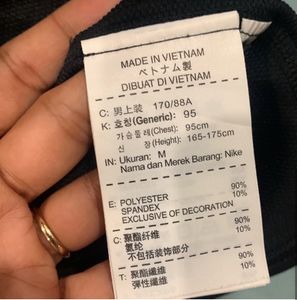 MADE IN VIETNAM
ベトナム製
DIBUAT DI VIETNAM
C: 男上装 170/88A
K: 호칭(Generic): 95
가슴둘레(Chest): 95cm
신 장(Height): 165-175cm
IN: Ukuran: M
Nama dan Merek Barang: Nike
E: POLYESTER 90%
SPANDEX 10%
EXCLUSIVE OF DECORATION
C: 聚酯纤维 90%
氨纶 10%
不包括装饰部分
T: 聚酯纖維 90%
彈性纖維 10%